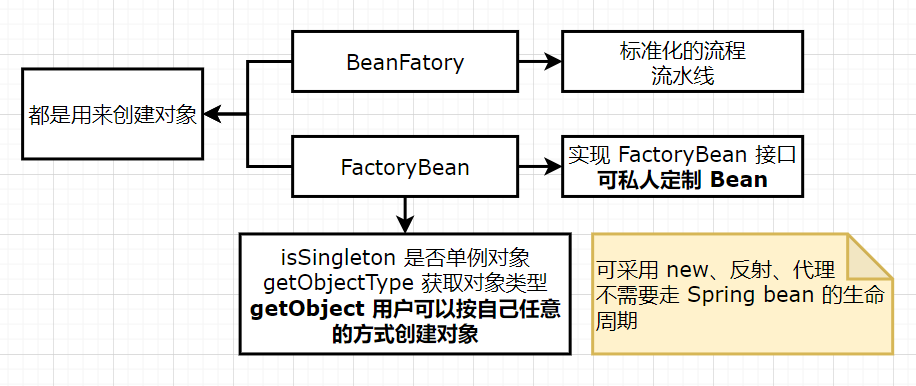 BeanFatory
标准化的流程
流水线
都是用来创建对象
FactoryBean
实现 FactoryBean 接口
可私人定制 Bean
isSingleton 是否单例对象
getObjectType 获取对象类型
getObject 用户可以按自己任意
的方式创建对象
可采用 new、反射、代理
不需要走 Spring bean 的生命
周期